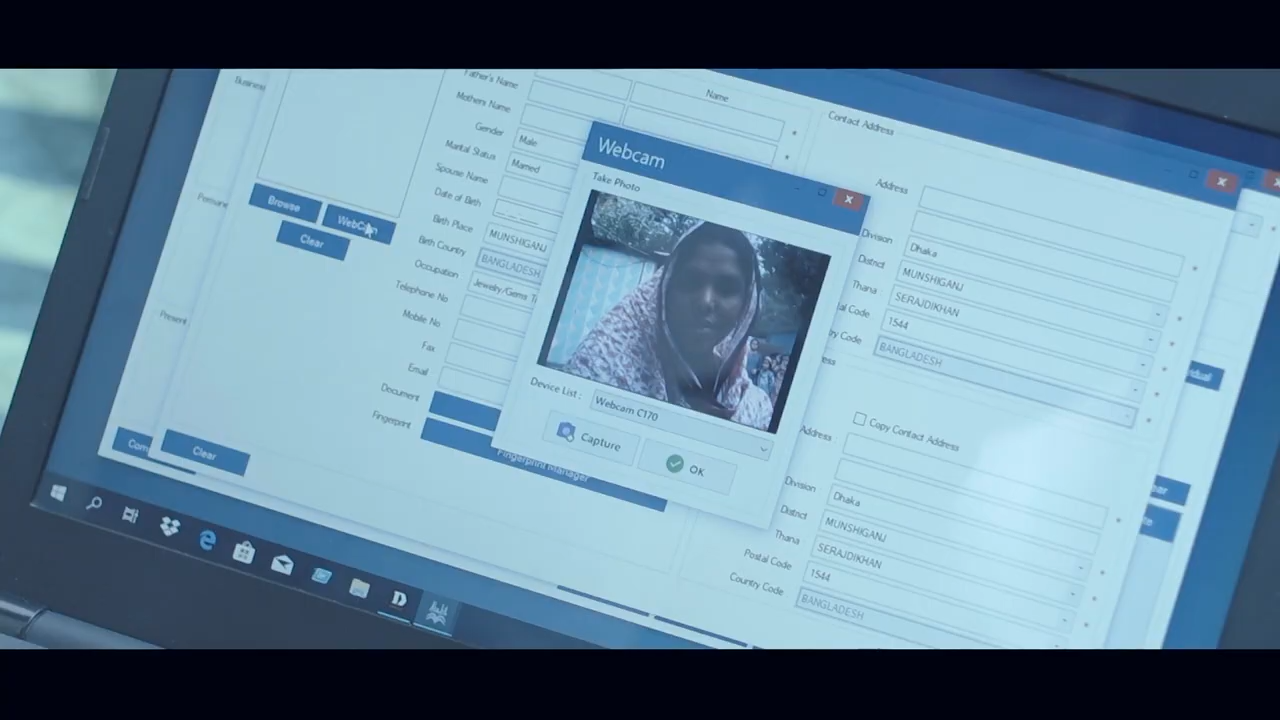 Business
Permane
Present
Browse
WebCam
Clear
Clear
Father's Name
Mothers Name
Gender
Male
Marital Status
Married
Spouse Name
Date of Birth
Birth Place
MUNSHIGANJ
Birth Country
BANGLADESH
Occupation
Jewelry/Gems T
Telephone No
Mobile No
Fax
Email
Document
Fingerprint
Fingerprint Manager
Name
Webcam
Take Photo
Device List :
Webcam C170
Capture
OK
Contact Address
Address
Division
Dhaka
District
MUNSHIGANJ
Thana
SERAJDIKHAN
al Code
1544
y Code
BANGLADESH
Copy Contact Address
Address
Division
Dhaka
District
MUNSHIGANJ
Thana
SERAJDIKHAN
Postal Code
1544
Country Code
BANGLADESH